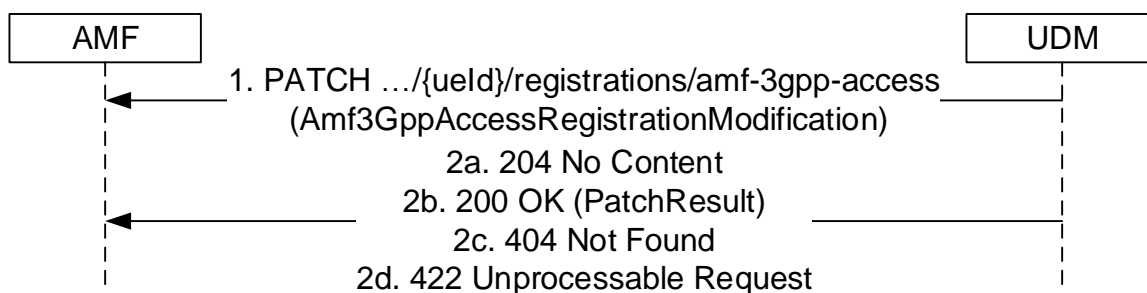 AMF
UDM
1. PATCH …/{ueId}/registrations/amf-3gpp-access
(Amf3GppAccessRegistrationModification)
2a. 204 No Content
2b. 200 OK (PatchResult)
2c. 404 Not Found
2d. 422 Unprocessable Request